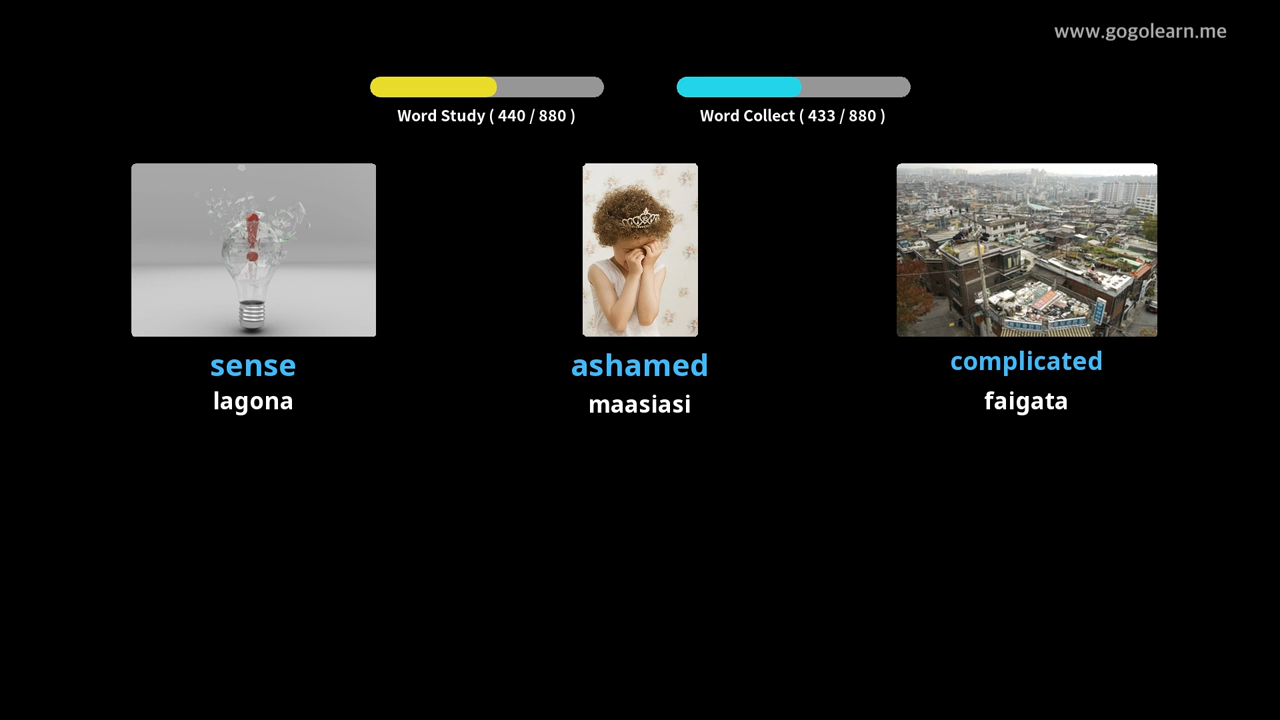 www.gogolearn.me
Word Study ( 440 / 880 )
Word Collect ( 433 / 880 )
sense
lagona
ashamed
maasiasi
complicated
faigata